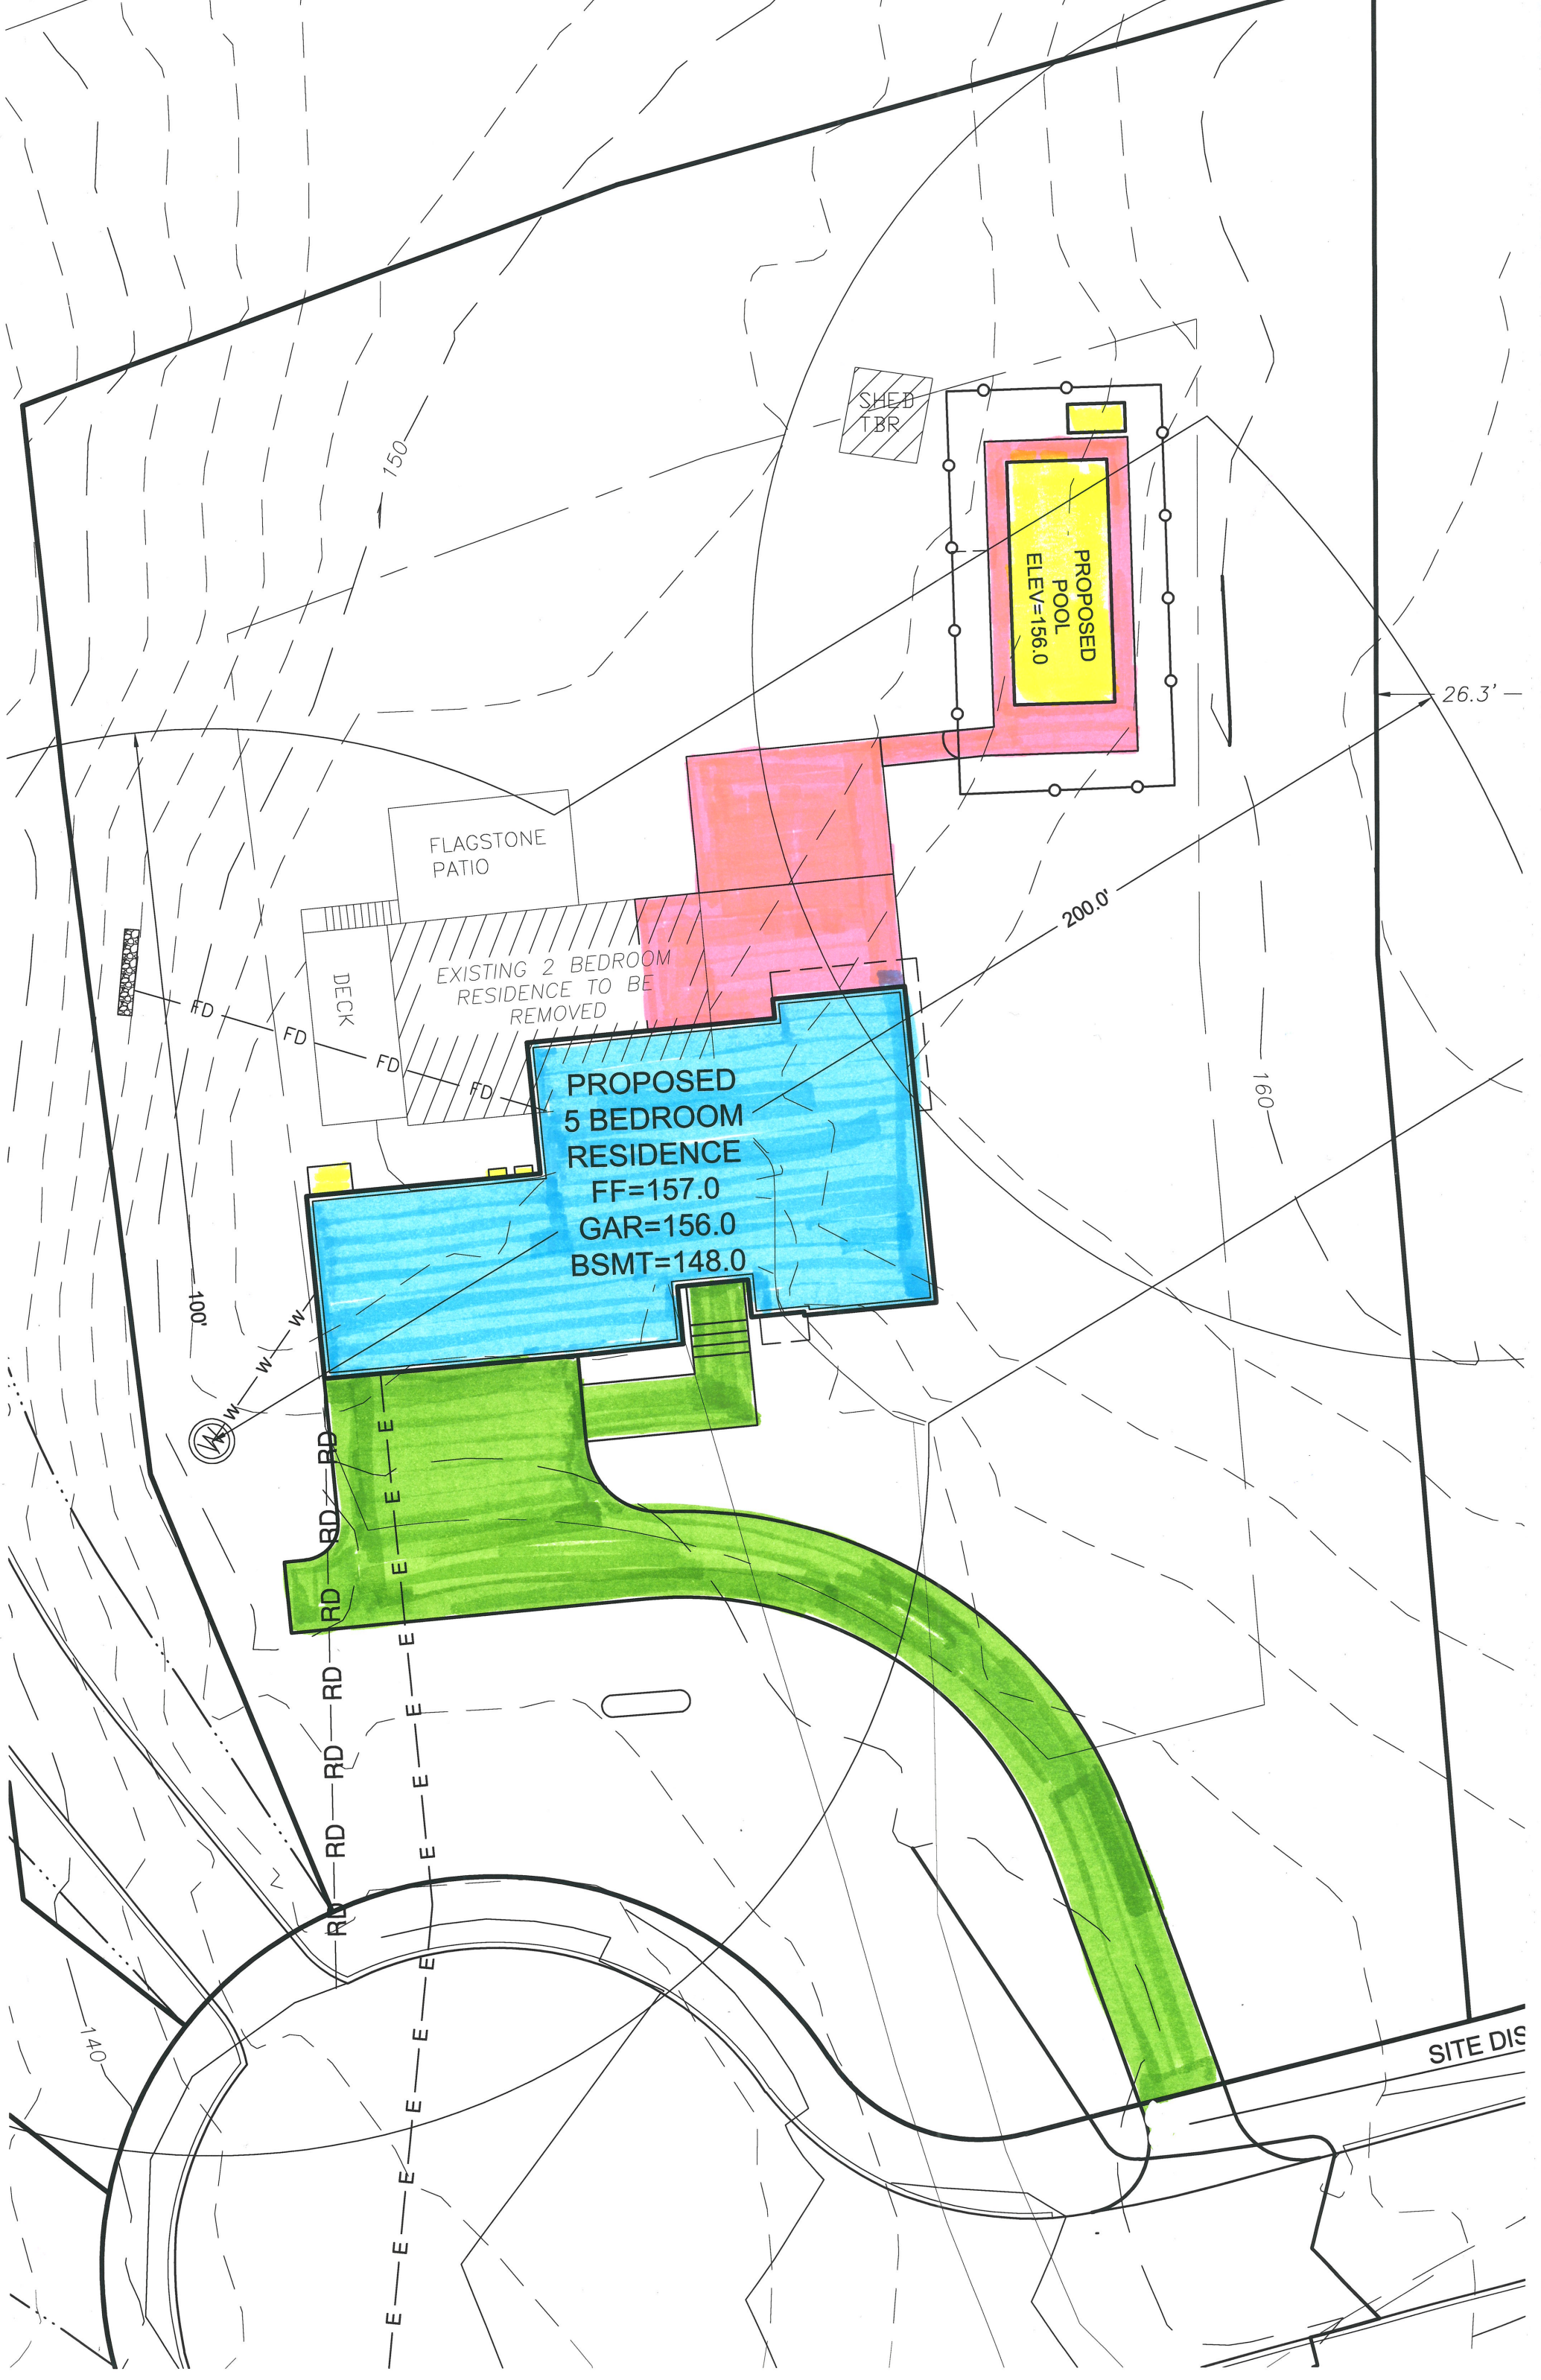 150
SHED
TBR
PROPOSED
POOL
ELEV=156.0
26.3'
FLAGSTONE
PATIO
200.0'
EXISTING 2 BEDROOM
RESIDENCE TO BE
REMOVED
DECK
FD
FD
FD
FD
160
PROPOSED
5 BEDROOM
RESIDENCE
FF=157.0
GAR=156.0
BSMT=148.0
100'
W
W
W
W
RD
RD
RD
RD
RD
RD
RD
E
E
E
E
E
E
E
E
E
E
E
E
E
140
SITE DIS